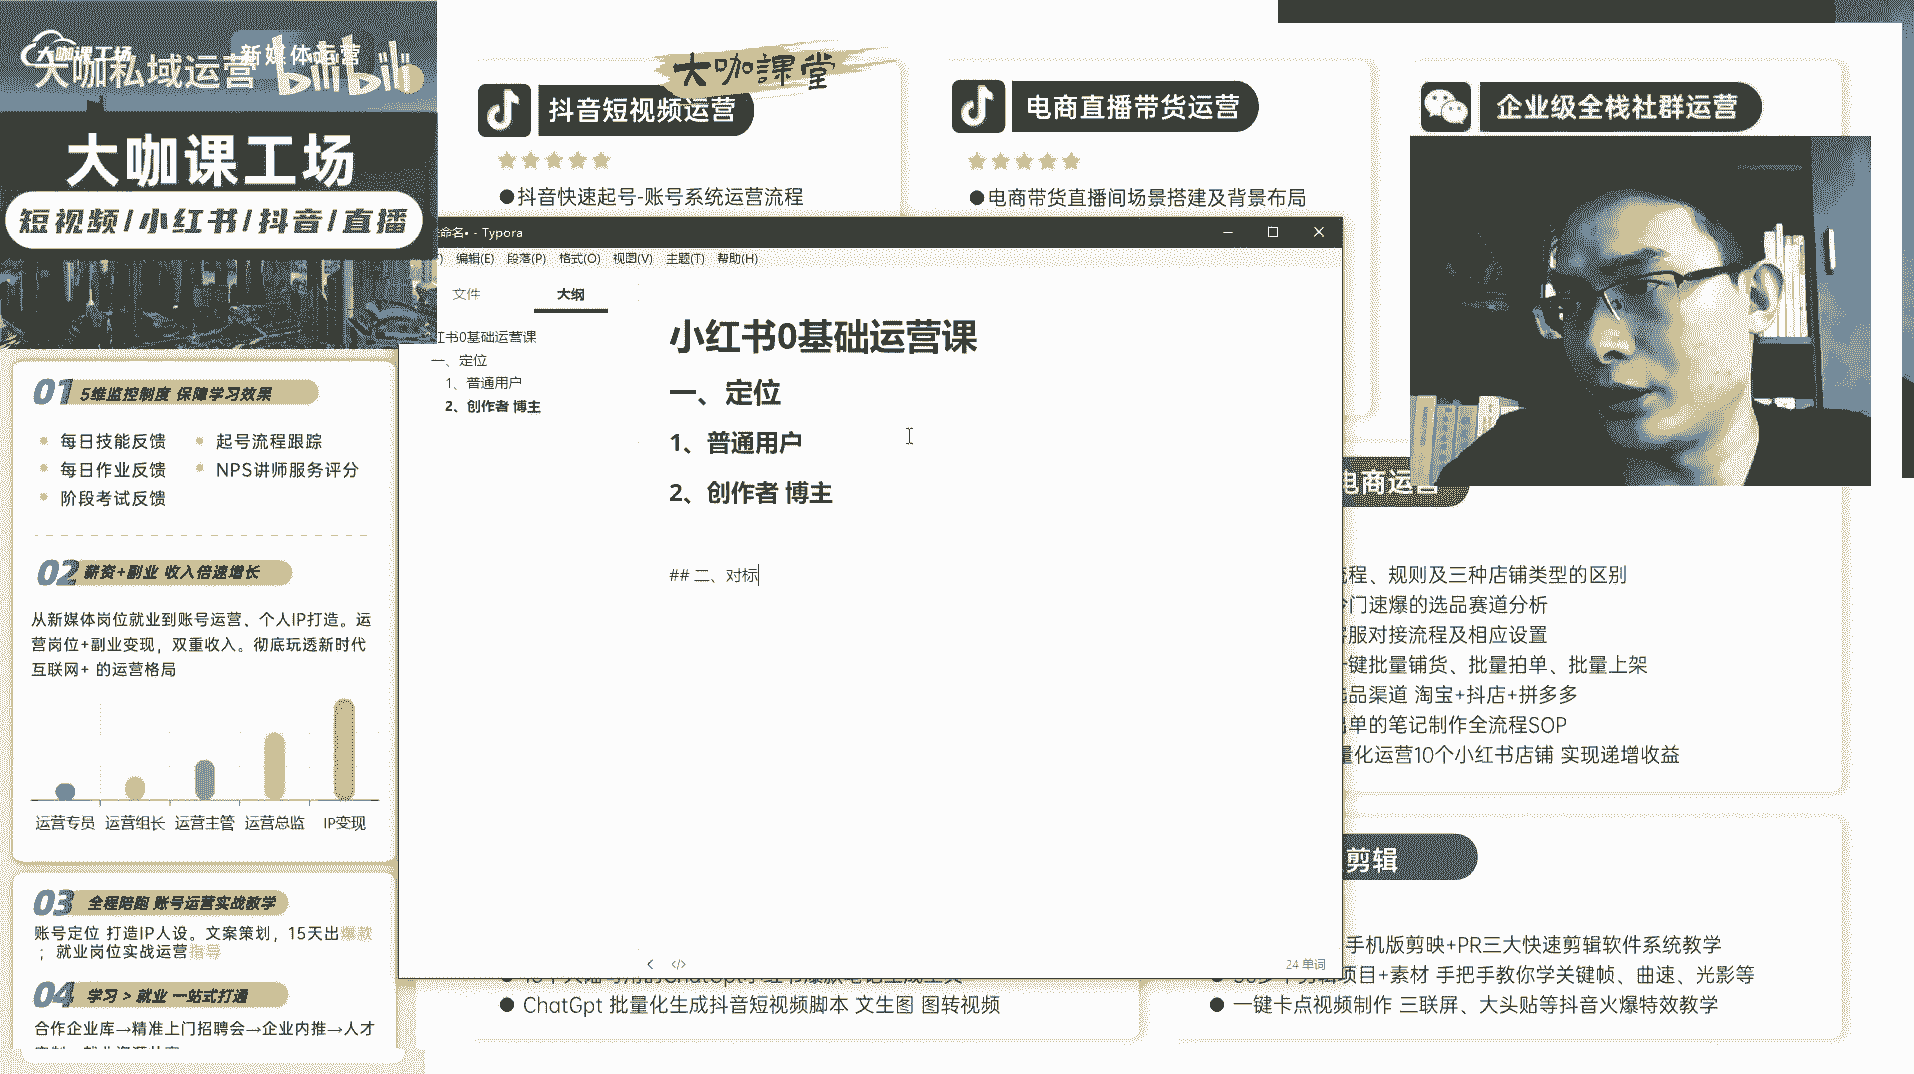 大咖课工场
大咖私域运营
新媒体运营
bilibili
大咖课工场
短视频/小红书/抖音/直播
大咖課堂
抖音短视频运营
●抖音快速起号-账号系统运营流程
电商直播带货运营
●电商带货直播间场景搭建及背景布局
企业级全栈社群运营
01 5维监控制度 保障学习效果
每日技能反馈
起号流程跟踪
每日作业反馈
NPS讲师服务评分
阶段考试反馈
02 薪资+副业 收入倍速增长
从新媒体岗位就业到账号运营、个人IP打造。运
营岗位+副业变现，双重收入。彻底玩透新时代
互联网+ 的运营格局
运营专员 运营组长 运营主管 运营总监 IP变现
03 全程陪跑 账号运营实战教学
账号定位 打造IP人设。文案策划，15天出爆款
；就业岗位实战运营指导
04 学习 > 就业 一站式打通
合作企业库→精准上门招聘会→企业内推→人才
命名• - Typora
编辑(E) 段落(P) 格式(O) 视图(V) 主题(T) 帮助(H)
文件 大纲
书0基础运营课
一、定位
1、普通用户
2、创作者 博主
小红书0基础运营课
一、定位
1、普通用户
2、创作者 博主
## 二、对标
24 单词
电商运营
流程、规则及三种店铺类型的区别
冷门速爆的选品赛道分析
客服对接流程及相应设置
一键批量铺货、批量拍单、批量上架
选品渠道 淘宝+抖店+拼多多
出单的笔记制作全流程SOP
量化运营10个小红书店铺 实现递增收益
剪辑
手机版剪映+PR三大快速剪辑软件系统教学
项目+素材 手把手教你学关键帧、曲速、光影等
● 一键卡点视频制作 三联屏、大头贴等抖音火爆特效教学
● ChatGpt 批量化生成抖音短视频脚本 文生图 图转视频